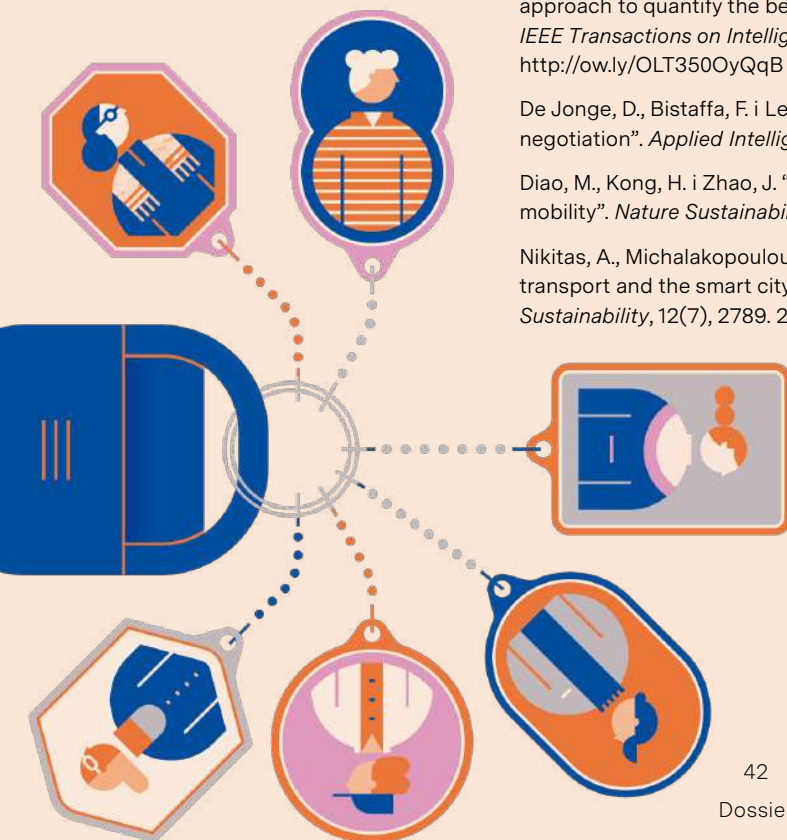 approach to quantify the be
IEEE Transactions on Intellig
http://ow.ly/OLT350OyQqB
De Jonge, D., Bistaffa, F. i Le
negotiation”. Applied Intellig
Diao, M., Kong, H. i Zhao, J. “
mobility”. Nature Sustainabil
Nikitas, A., Michalakopoulou
transport and the smart city
Sustainability, 12(7), 2789. 2
42
Dossier